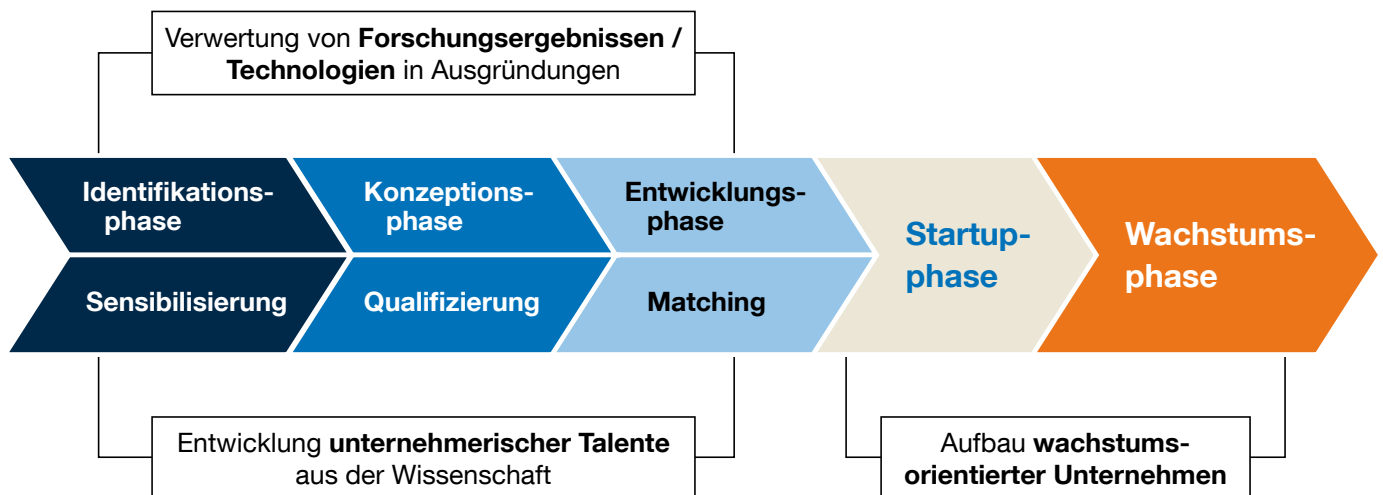 Verwertung von Forschungsergebnissen /
Technologien in Ausgründungen
Identifikations-
phase
Konzeptions-
phase
Entwicklungs-
phase
Startup-
phase
Wachstums-
phase
Sensibilisierung
Qualifizierung
Matching
Entwicklung unternehmerischer Talente
aus der Wissenschaft
Aufbau wachstums-
orientierter Unternehmen